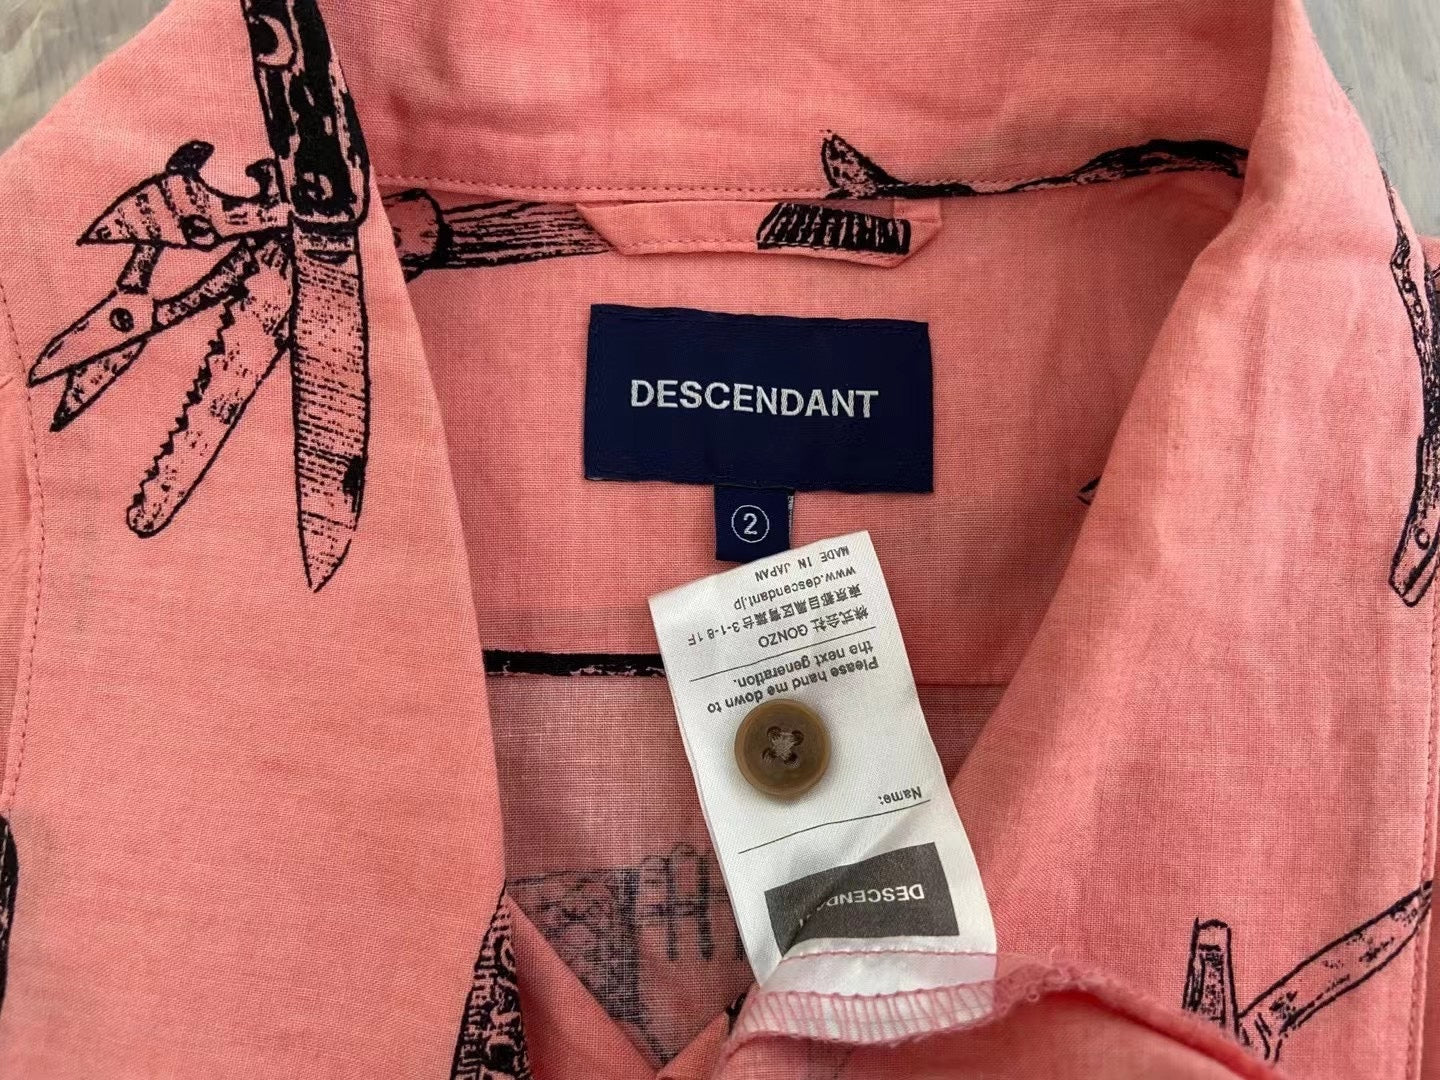 DESCENDANT
2
DESCENDANT
Name:
Please hand me down to
the next generation.
株式会社 GONZO
東京都目黒区青葉台3-1-8 1F
www.descendant.jp
MADE IN JAPAN